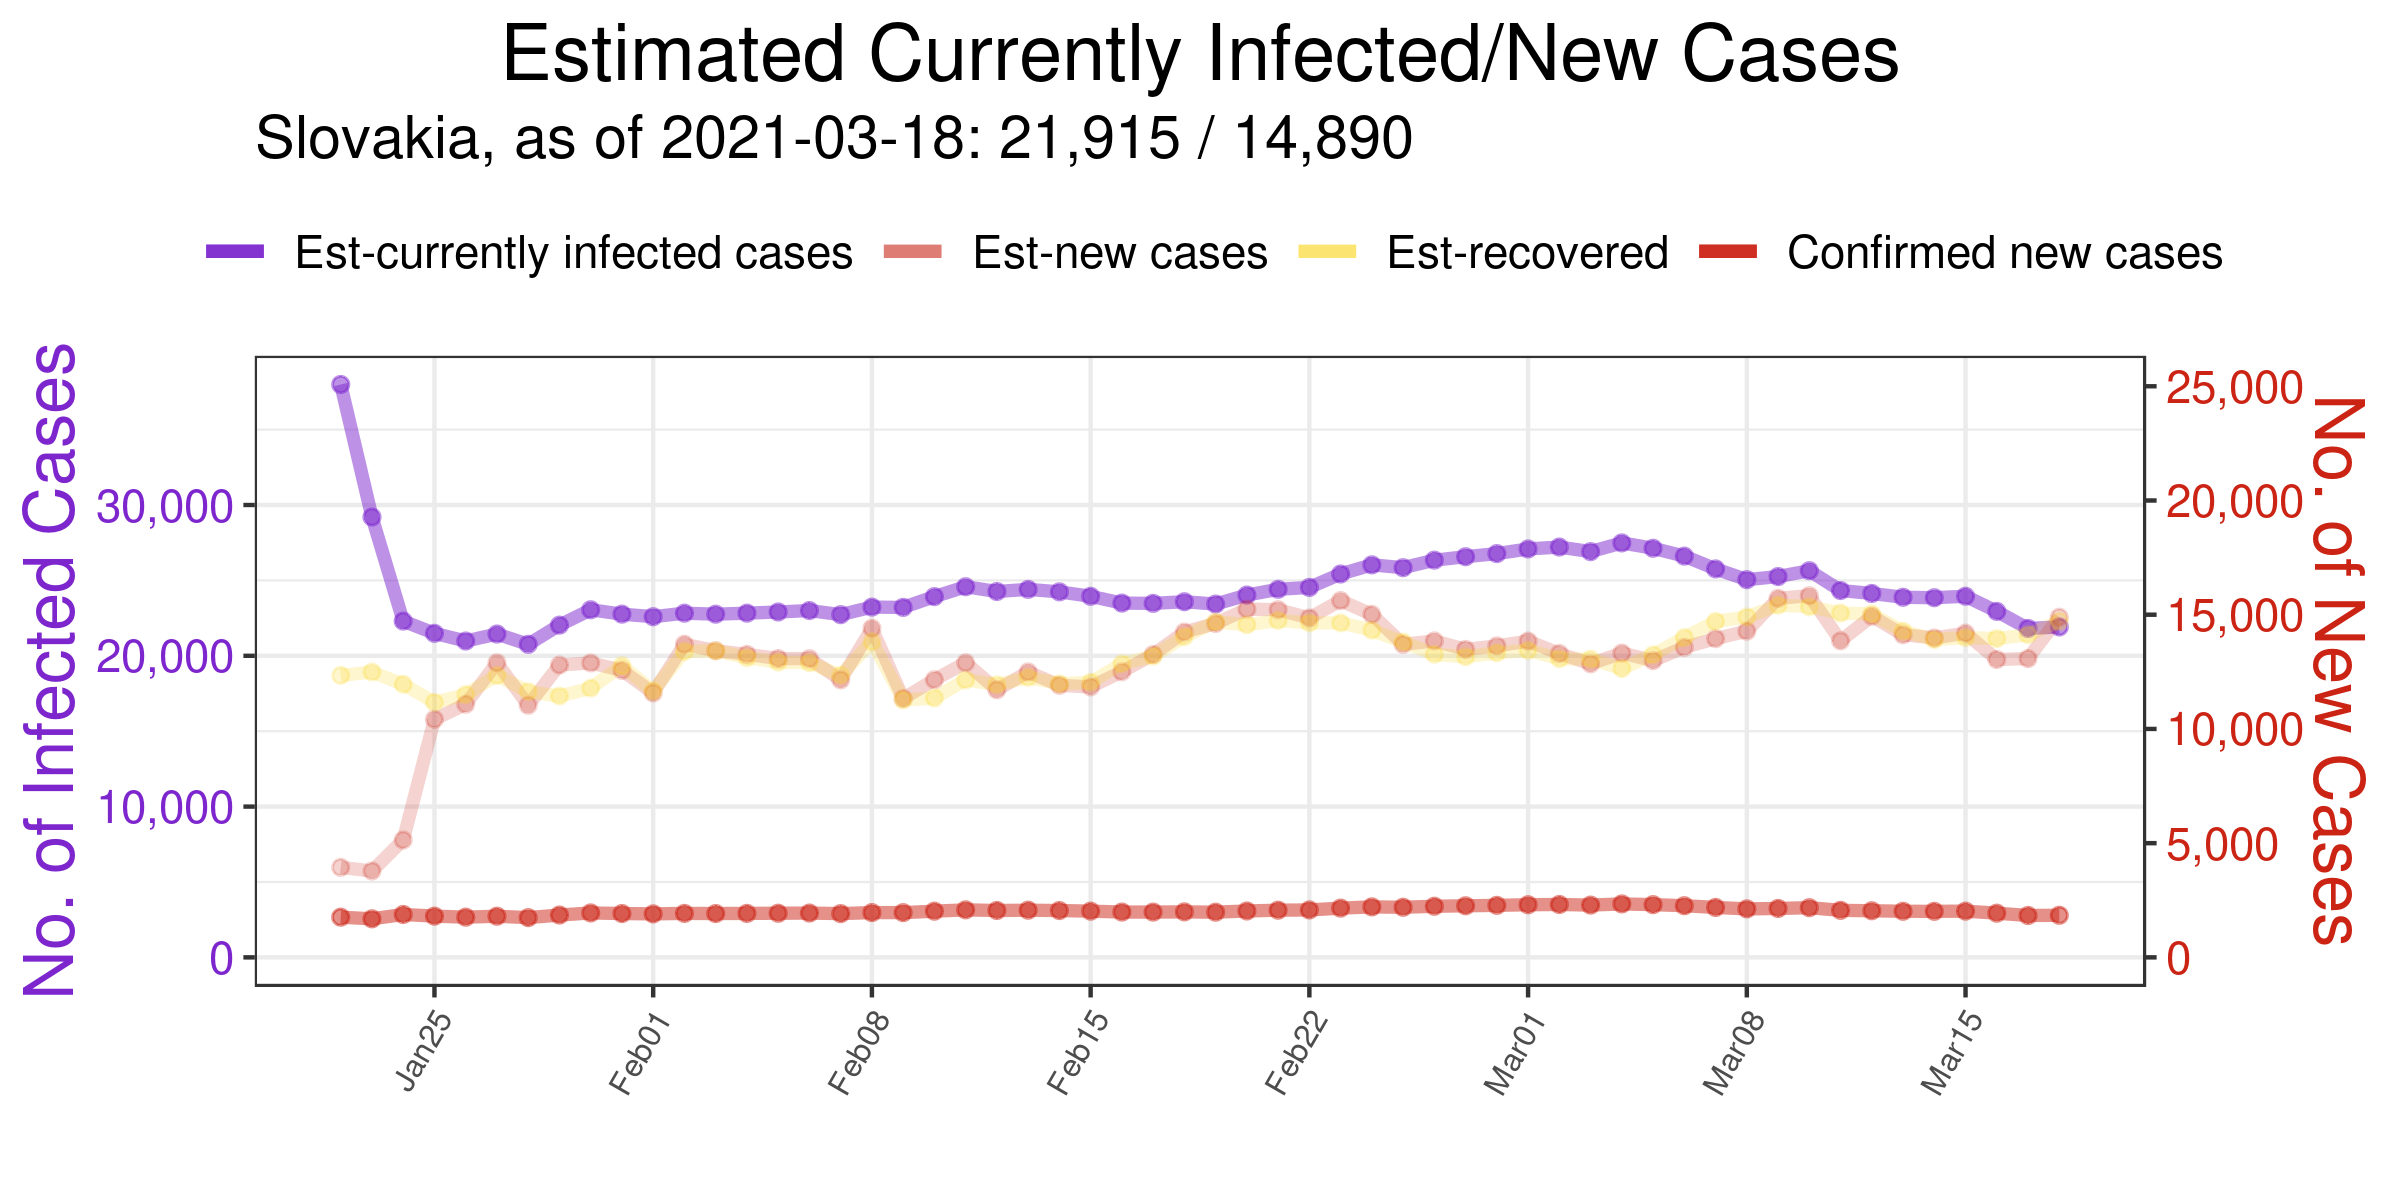 Estimated Currently Infected/New Cases
Slovakia, as of 2021-03-18: 21,915 / 14,890
Est-currently infected cases Est-new cases Est-recovered Confirmed new cases
No. of Infected Cases
30,000
20,000
10,000
0
25,000
20,000
15,000
10,000
5,000
0
No. of New Cases
Jan25 Feb01 Feb08 Feb15 Feb22 Mar01 Mar08 Mar15